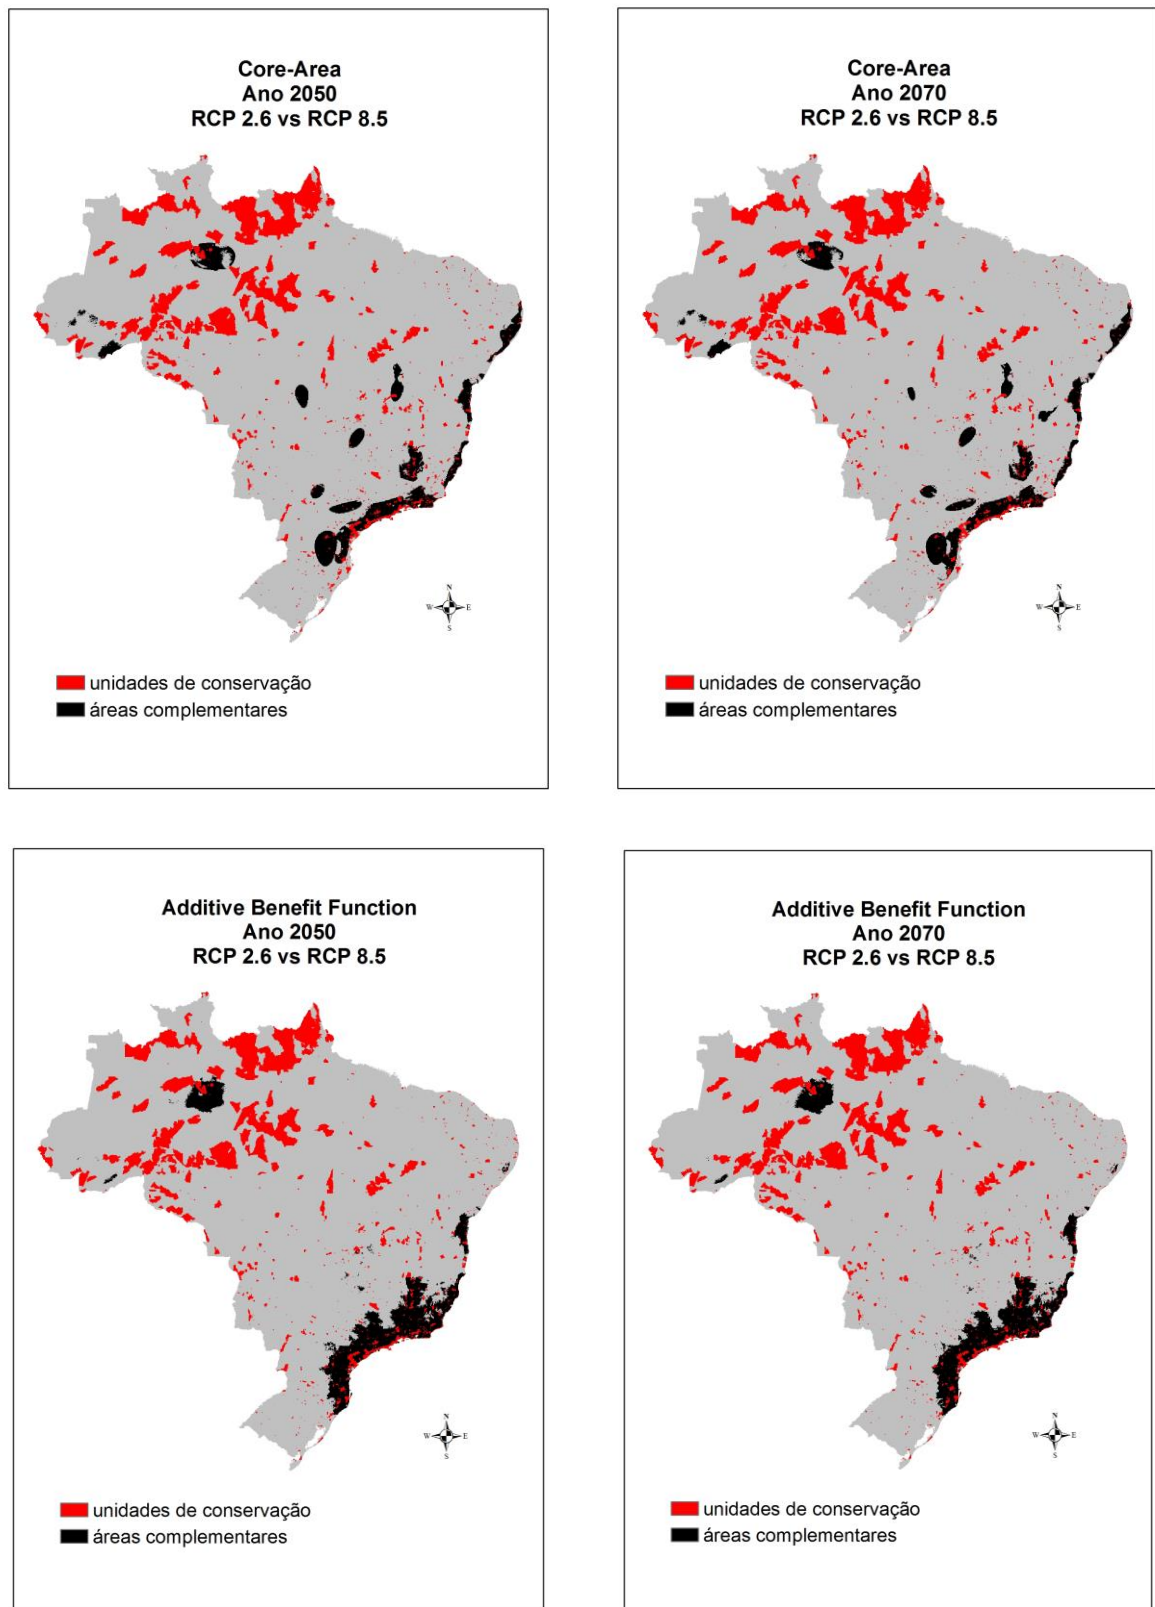 Core-Area
Ano 2050
RCP 2.6 vs RCP 8.5
N
W
E
S
unidades de conservação
áreas complementares
Core-Area
Ano 2070
RCP 2.6 vs RCP 8.5
N
W
E
S
unidades de conservação
áreas complementares
Additive Benefit Function
Ano 2050
RCP 2.6 vs RCP 8.5
N
W
E
S
unidades de conservação
áreas complementares
Additive Benefit Function
Ano 2070
RCP 2.6 vs RCP 8.5
N
W
E
S
unidades de conservação
áreas complementares